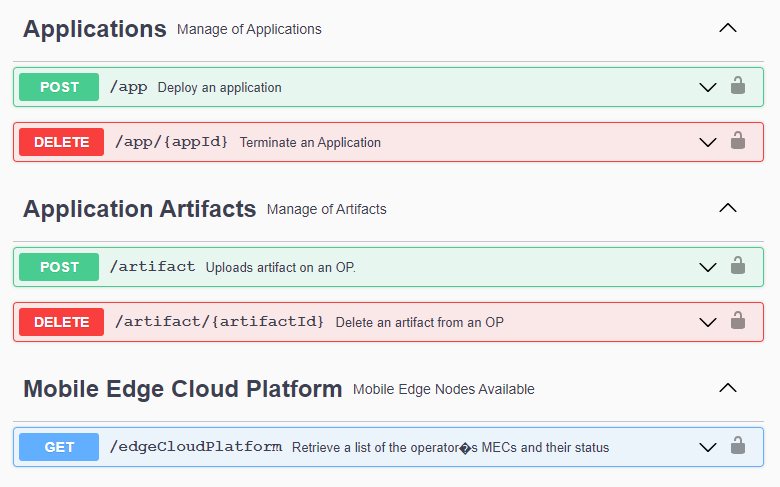 Applications Manage of Applications
POST /app Deploy an application
DELETE /app/{appId} Terminate an Application
Application Artifacts Manage of Artifacts
POST /artifact Uploads artifact on an OP.
DELETE /artifact/{artifactId} Delete an artifact from an OP
Mobile Edge Cloud Platform Mobile Edge Nodes Available
GET /edgeCloudPlatform Retrieve a list of the operator�s MECs and their status